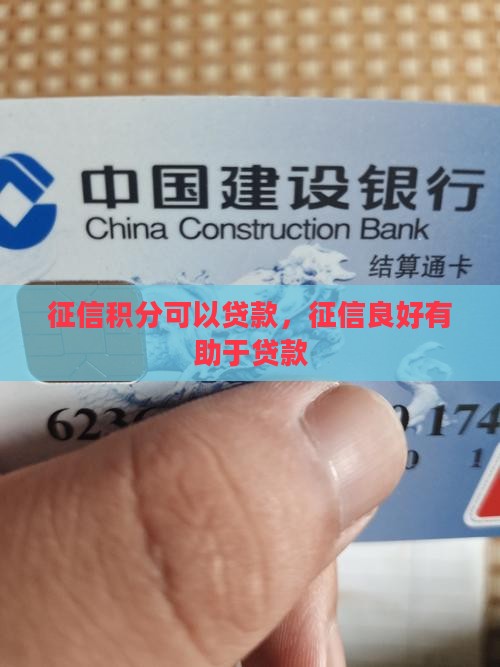 中国建设银行
China Construction Bank
结算通卡
征信积分可以贷款，征信良好有
助于贷款